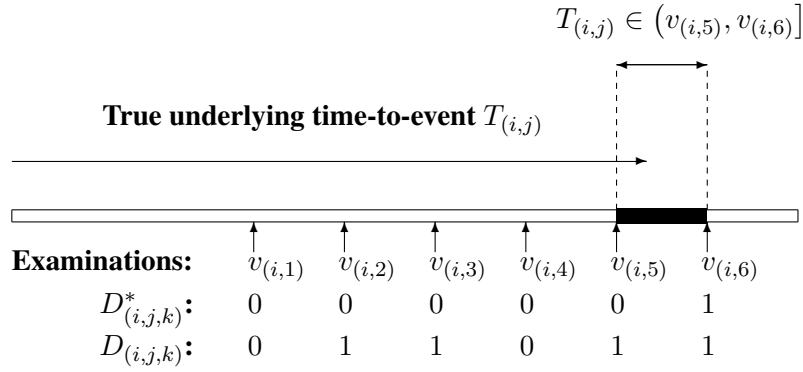 T_{(i,j)} ∈ (v_{(i,5)}, v_{(i,6)}]
True underlying time-to-event T_{(i,j)}
Examinations: v_{(i,1)} v_{(i,2)} v_{(i,3)} v_{(i,4)} v_{(i,5)} v_{(i,6)}
D^*_{(i,j,k)}: 0 0 0 0 0 1
D_{(i,j,k)}: 0 1 1 0 1 1